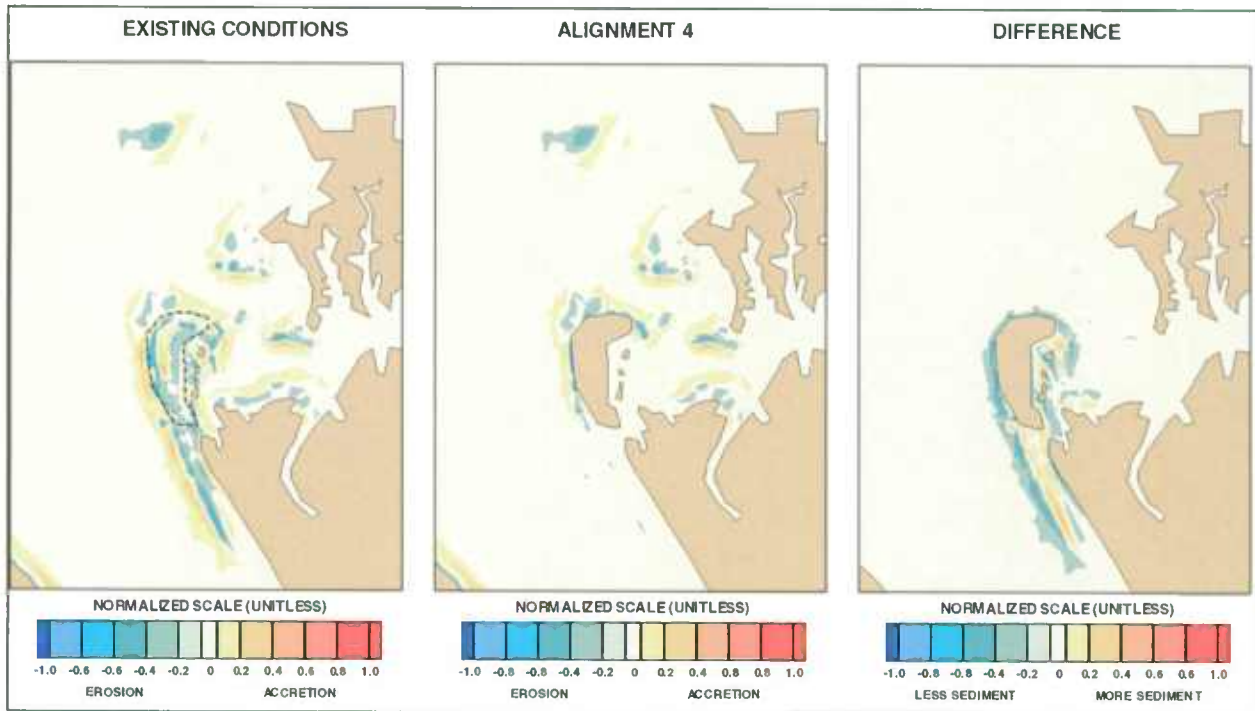 EXISTING CONDITIONS
ALIGNMENT 4
DIFFERENCE
NORMALIZED SCALE (UNITLESS)
-1.0 -0.8 -0.6 -0.4 -0.2 0 0.2 0.4 0.6 0.8 1.0
EROSION ACCRETION
NORMALIZED SCALE (UNITLESS)
-1.0 -0.8 -0.6 -0.4 -0.2 0 0.2 0.4 0.6 0.8 1.0
EROSION ACCRETION
NORMALIZED SCALE (UNITLESS)
-1.0 -0.8 -0.6 -0.4 -0.2 0 0.2 0.4 0.6 0.8 1.0
LESS SEDIMENT MORE SEDIMENT